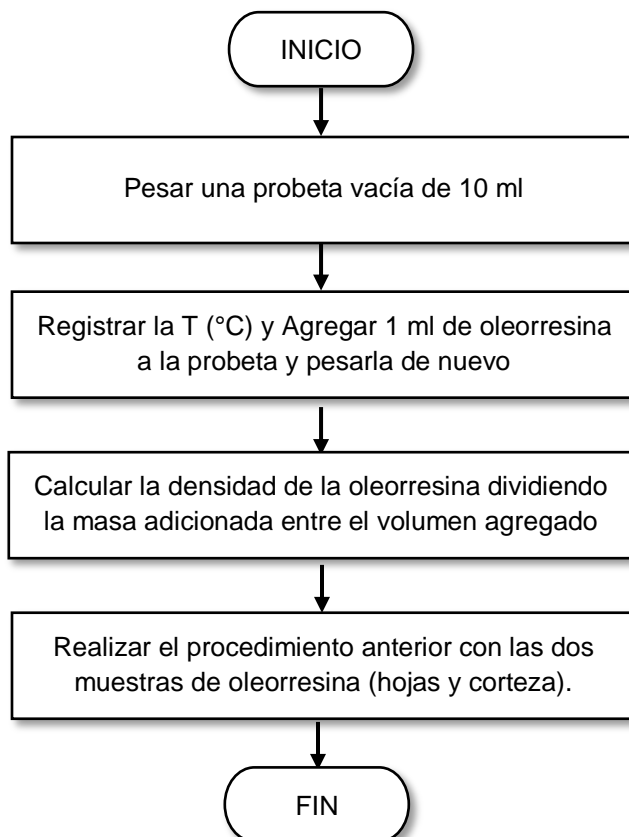 INICIO
Pesar una probeta vacía de 10 ml
Registrar la T (°C) y Agregar 1 ml de oleorresina
a la probeta y pesarla de nuevo
Calcular la densidad de la oleorresina dividiendo
la masa adicionada entre el volumen agregado
Realizar el procedimiento anterior con las dos
muestras de oleorresina (hojas y corteza).
FIN